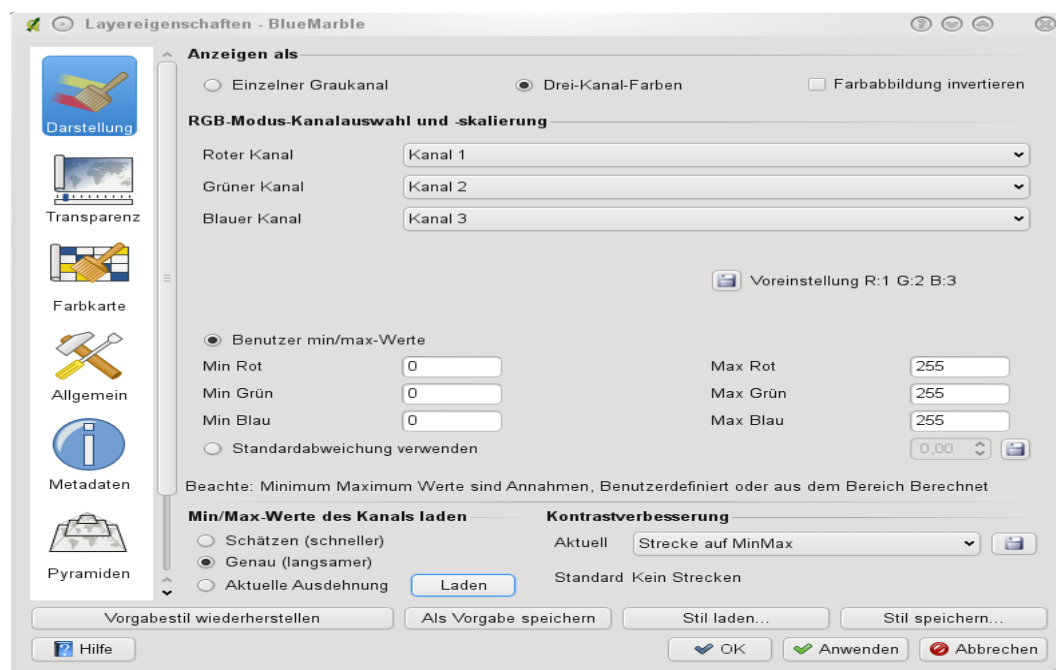 Layereigenschaften - BlueMarble
Darstellung
Transparenz
Farbkarte
Allgemein
Metadaten
Pyramiden
Anzeigen als
Einzelner Graukanal
Drei-Kanal-Farben
Farbabbildung invertieren
RGB-Modus-Kanalauswahl und -skalierung
Roter Kanal Kanal 1
Grüner Kanal Kanal 2
Blauer Kanal Kanal 3
Voreinstellung R:1 G:2 B:3
Benutzer min/max-Werte
Min Rot 0 Max Rot 255
Min Grün 0 Max Grün 255
Min Blau 0 Max Blau 255
Standardabweichung verwenden 0,00
Beachte: Minimum Maximum Werte sind Annahmen, Benutzerdefiniert oder aus dem Bereich Berechnet
Min/Max-Werte des Kanals laden
Schätzen (schneller)
Genau (langsamer)
Aktuelle Ausdehnung Laden
Kontrastverbesserung
Aktuell Strecke auf MinMax
Standard Kein Strecken
Vorgabestil wiederherstellen Als Vorgabe speichern Stil laden... Stil speichern...
Hilfe OK Anwenden Abbrechen